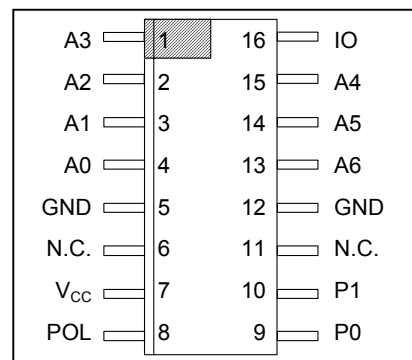 A3 1 16 IO
A2 2 15 A4
A1 3 14 A5
A0 4 13 A6
GND 5 12 GND
N.C. 6 11 N.C.
VCC 7 10 P1
POL 8 9 P0